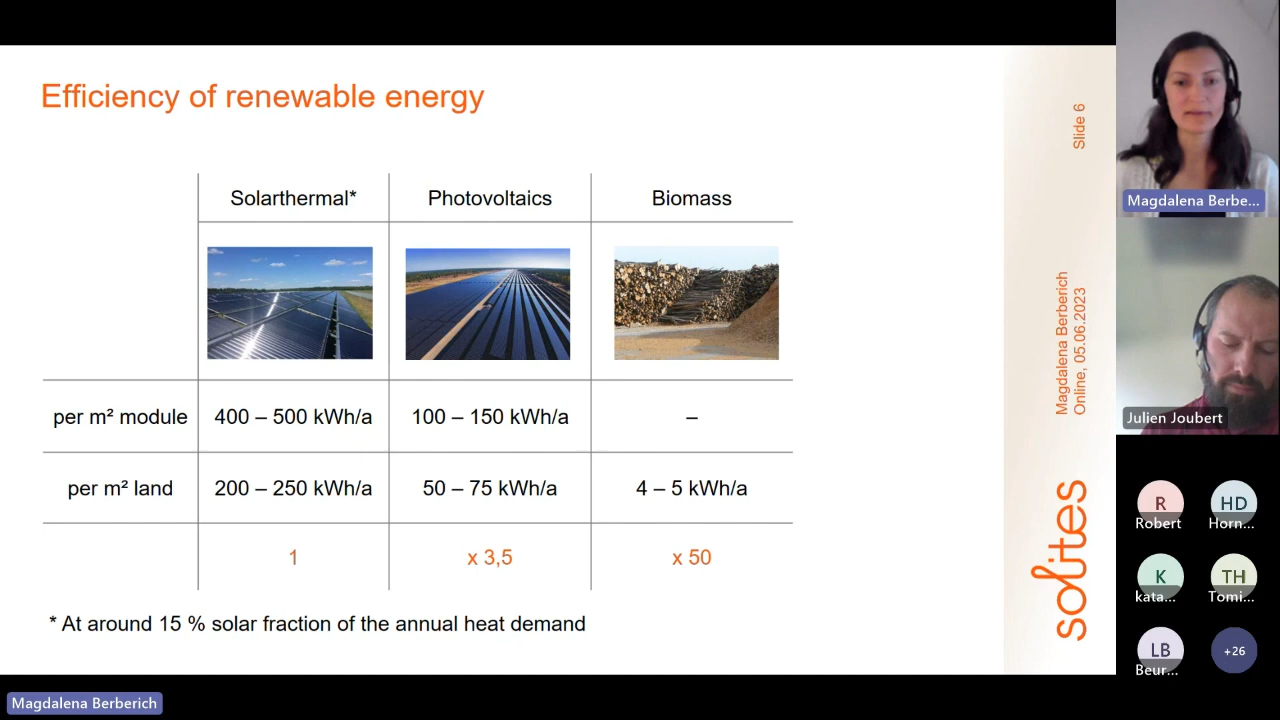 Efficiency of renewable energy
Solarthermal*
Photovoltaics
Biomass
per m² module
400 – 500 kWh/a
100 – 150 kWh/a
–
per m² land
200 – 250 kWh/a
50 – 75 kWh/a
4 – 5 kWh/a
1
x 3,5
x 50
* At around 15 % solar fraction of the annual heat demand
Slide 6
Magdalena Berberich
Online, 05.06.2023
solites
Magdalena Berbe...
Julien Joubert
R
Robert
HD
Horn...
K
kata...
TH
Tomi...
LB
Beur...
+26
Magdalena Berberich